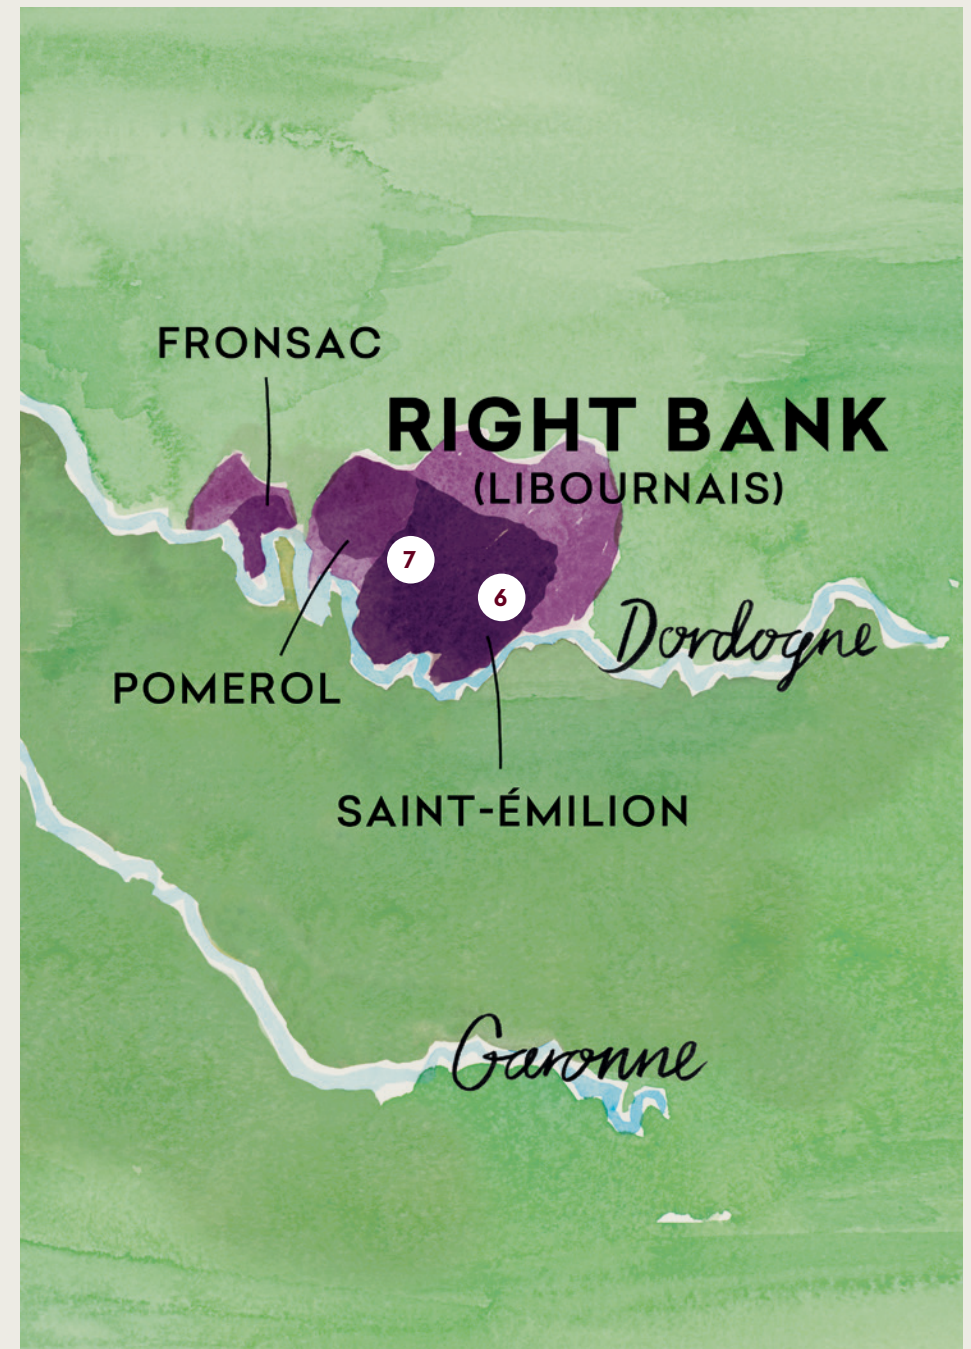 FRONSAC
RIGHT BANK
(LIBOURNAIS)
7
6
Dordogne
POMEROL
SAINT-ÉMILION
Garonne